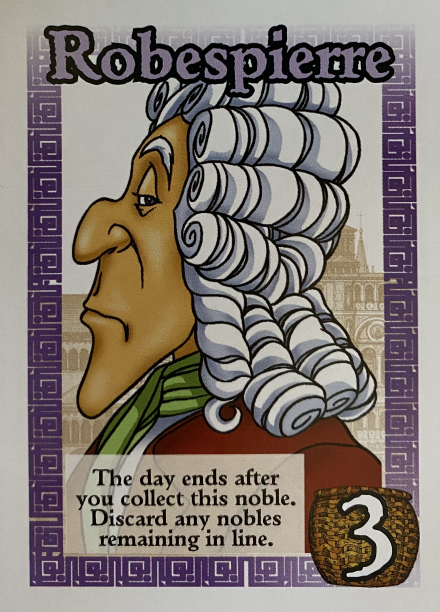 Robespierre
The day ends after
you collect this noble.
Discard any nobles
remaining in line.
3